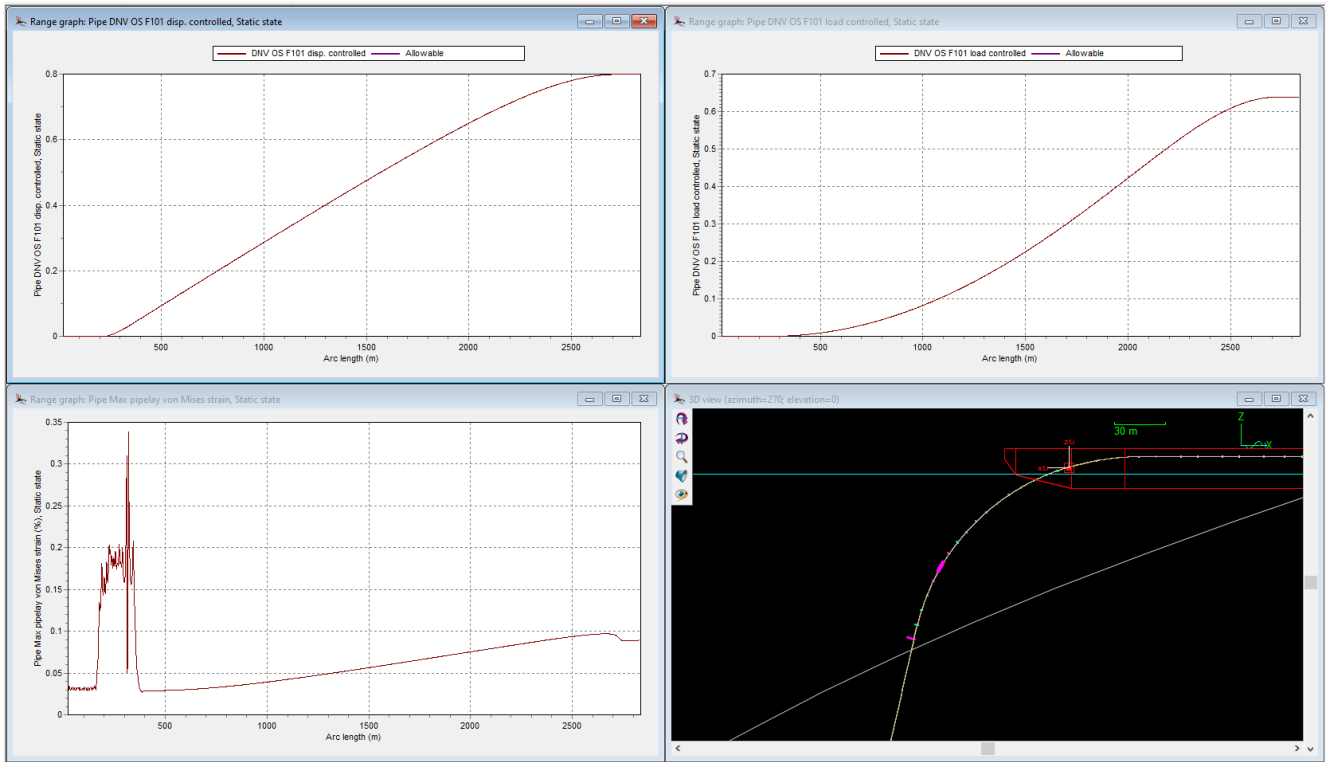 Range graph: Pipe DNV OS F101 disp. controlled, Static state
DNV OS F101 disp. controlled
Allowable
Pipe DNV OS F101 disp. controlled, Static state
0.8
0.6
0.4
0.2
0
500
1000
1500
2000
2500
Arc length (m)
Range graph: Pipe DNV OS F101 load controlled, Static state
DNV OS F101 load controlled
Allowable
Pipe DNV OS F101 load controlled, Static state
0.7
0.6
0.5
0.4
0.3
0.2
0.1
0
500
1000
1500
2000
2500
Arc length (m)
Range graph: Pipe Max pipelay von Mises strain, Static state
Pipe Max pipelay von Mises strain (%), Static state
0.35
0.3
0.25
0.2
0.15
0.1
0.05
0
500
1000
1500
2000
2500
Arc length (m)
3D view (azimuth=270; elevation=0)
30 m
Z
X